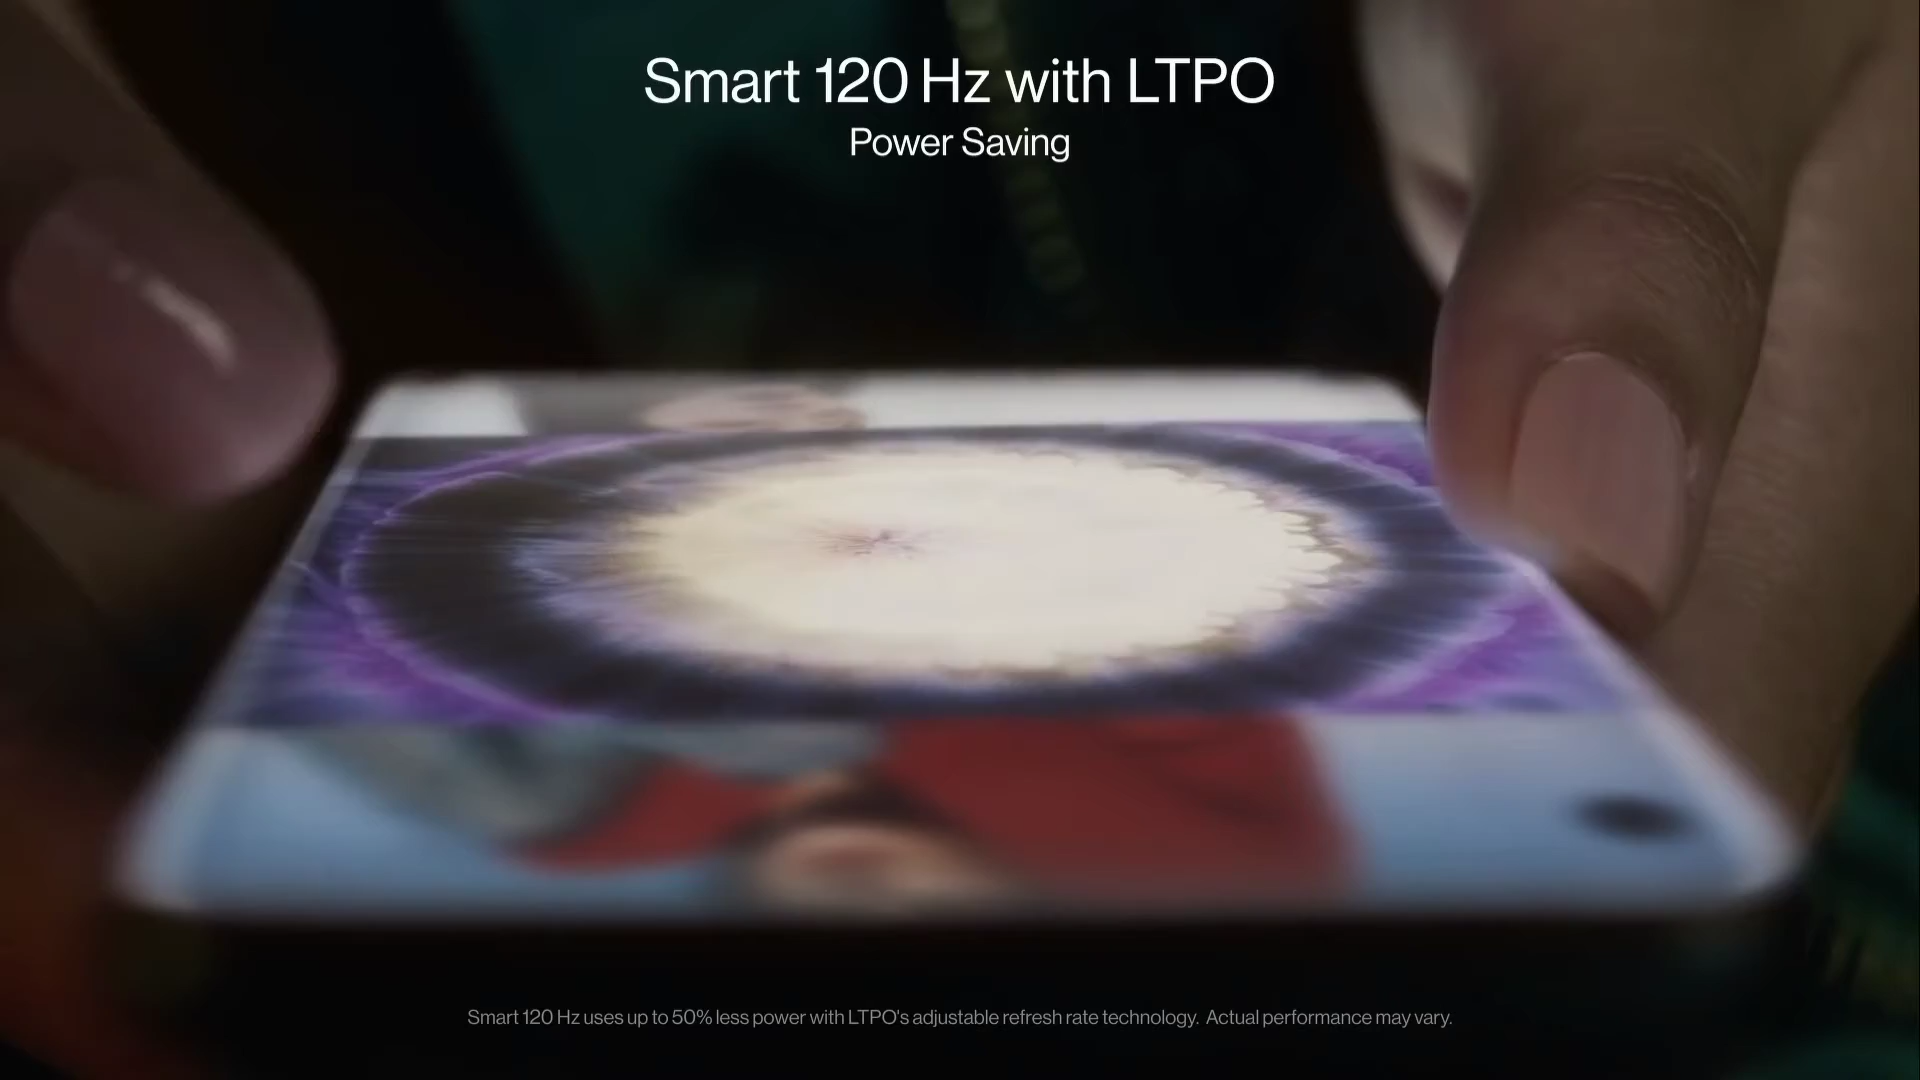 Smart 120 Hz with LTPO
Power Saving
Smart 120 Hz uses up to 50% less power with LTPO's adjustable refresh rate technology. Actual performance may vary.